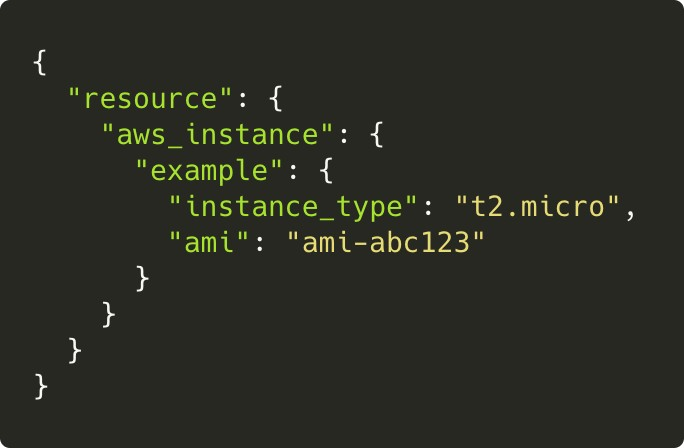 {
  "resource": {
    "aws_instance": {
      "example": {
        "instance_type": "t2.micro",
        "ami": "ami-abc123"
      }
    }
  }
}